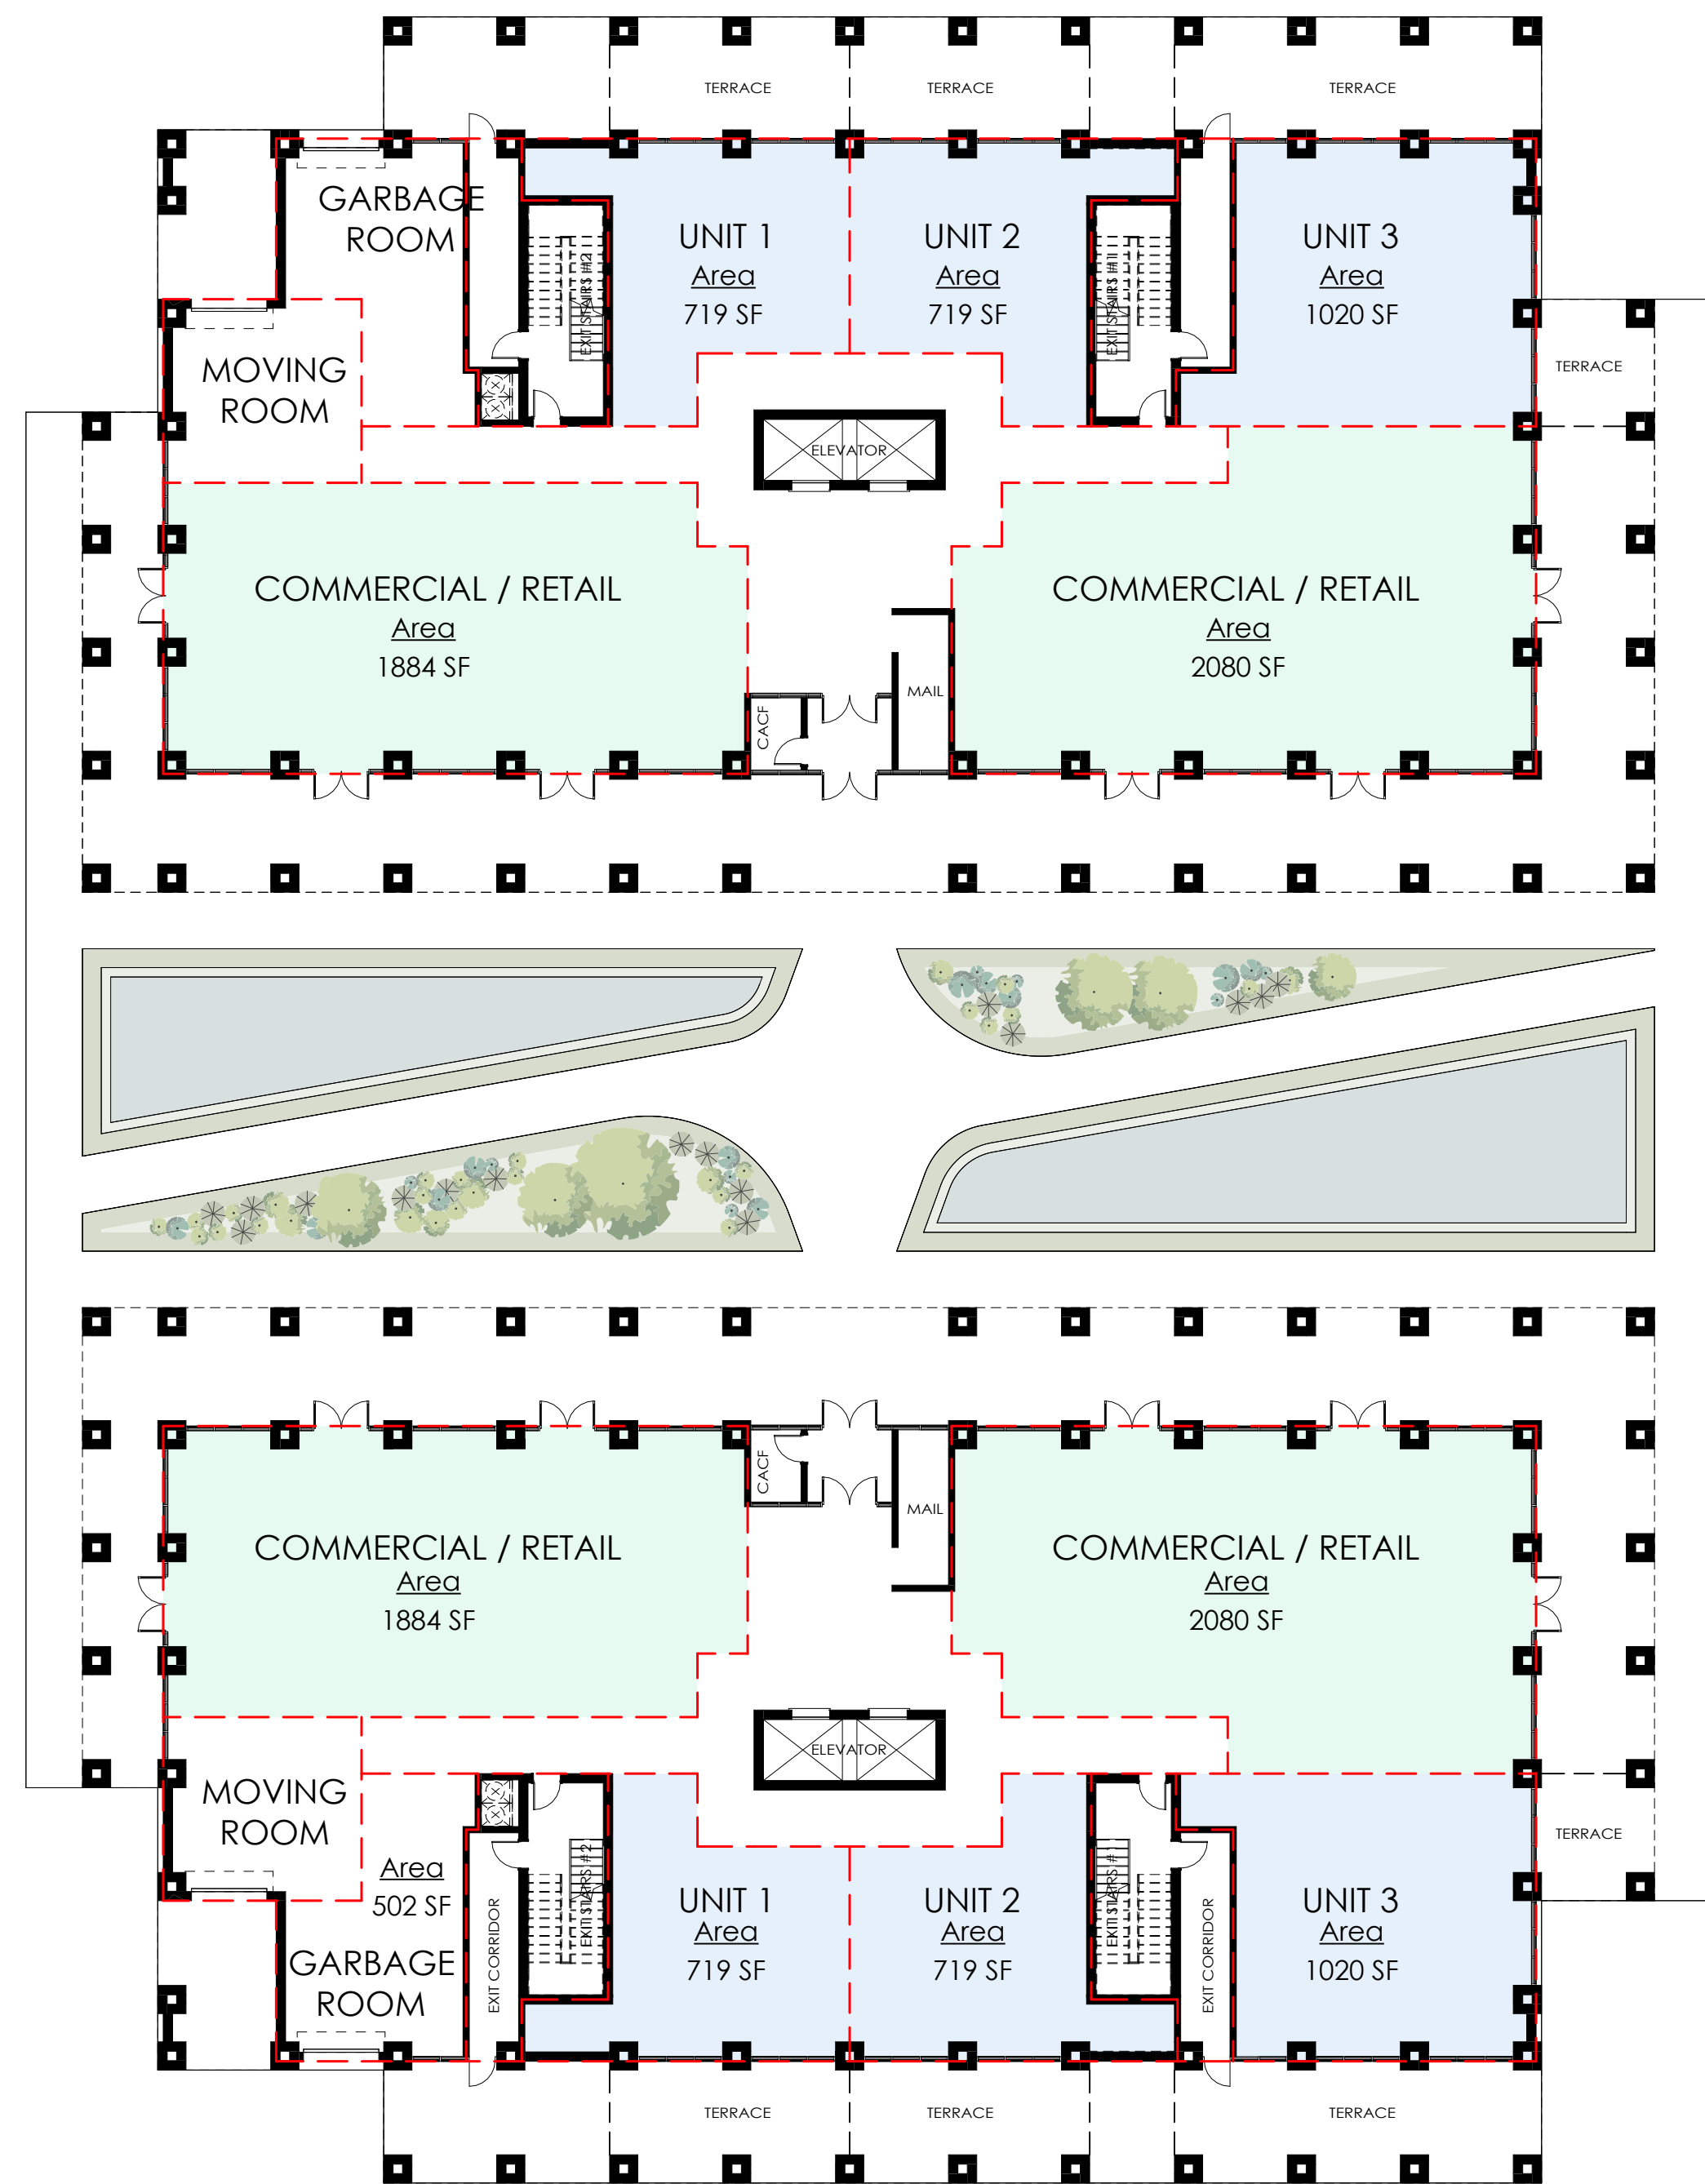 TERRACE
TERRACE
TERRACE
GARBAGE
ROOM
UNIT 1
Area
719 SF
UNIT 2
Area
719 SF
UNIT 3
Area
1020 SF
EXIT STAIRS #2
EXIT STAIRS #1
MOVING
ROOM
TERRACE
ELEVATOR
COMMERCIAL / RETAIL
Area
1884 SF
COMMERCIAL / RETAIL
Area
2080 SF
MAIL
CACF
CACF
MAIL
COMMERCIAL / RETAIL
Area
1884 SF
COMMERCIAL / RETAIL
Area
2080 SF
ELEVATOR
MOVING
ROOM
TERRACE
Area
502 SF
GARBAGE
ROOM
EXIT CORRIDOR
EXIT STAIRS #2
UNIT 1
Area
719 SF
UNIT 2
Area
719 SF
EXIT STAIRS #1
EXIT CORRIDOR
UNIT 3
Area
1020 SF
TERRACE
TERRACE
TERRACE